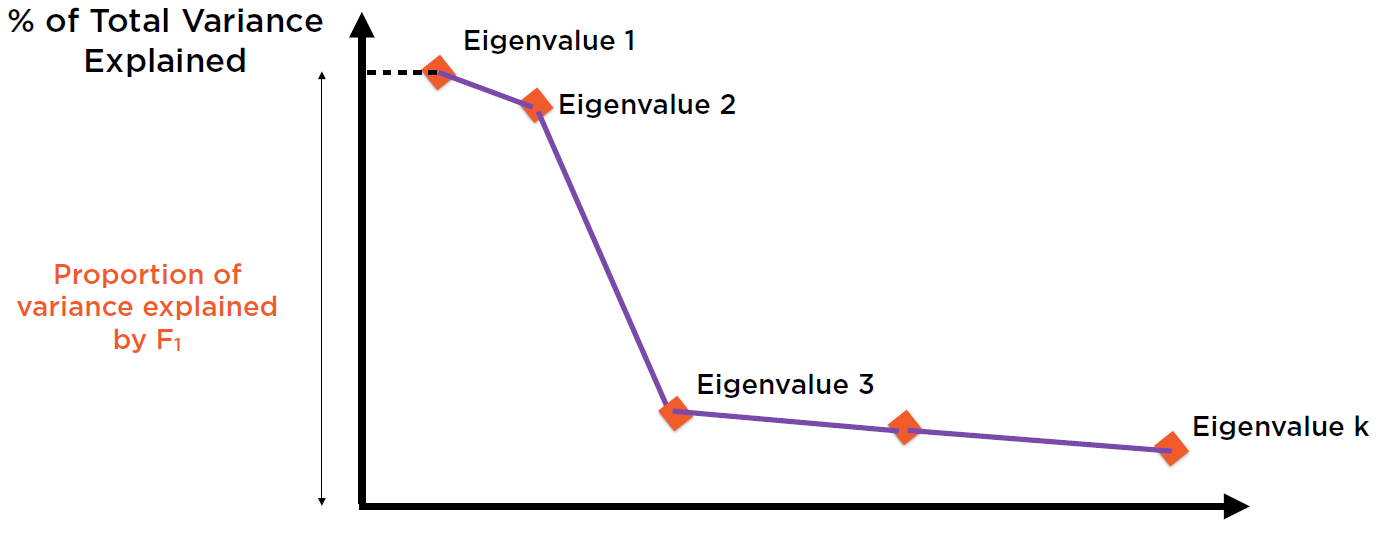 % of Total Variance
Explained
Eigenvalue 1
Eigenvalue 2
Proportion of
variance explained
by F₁
Eigenvalue 3
Eigenvalue k